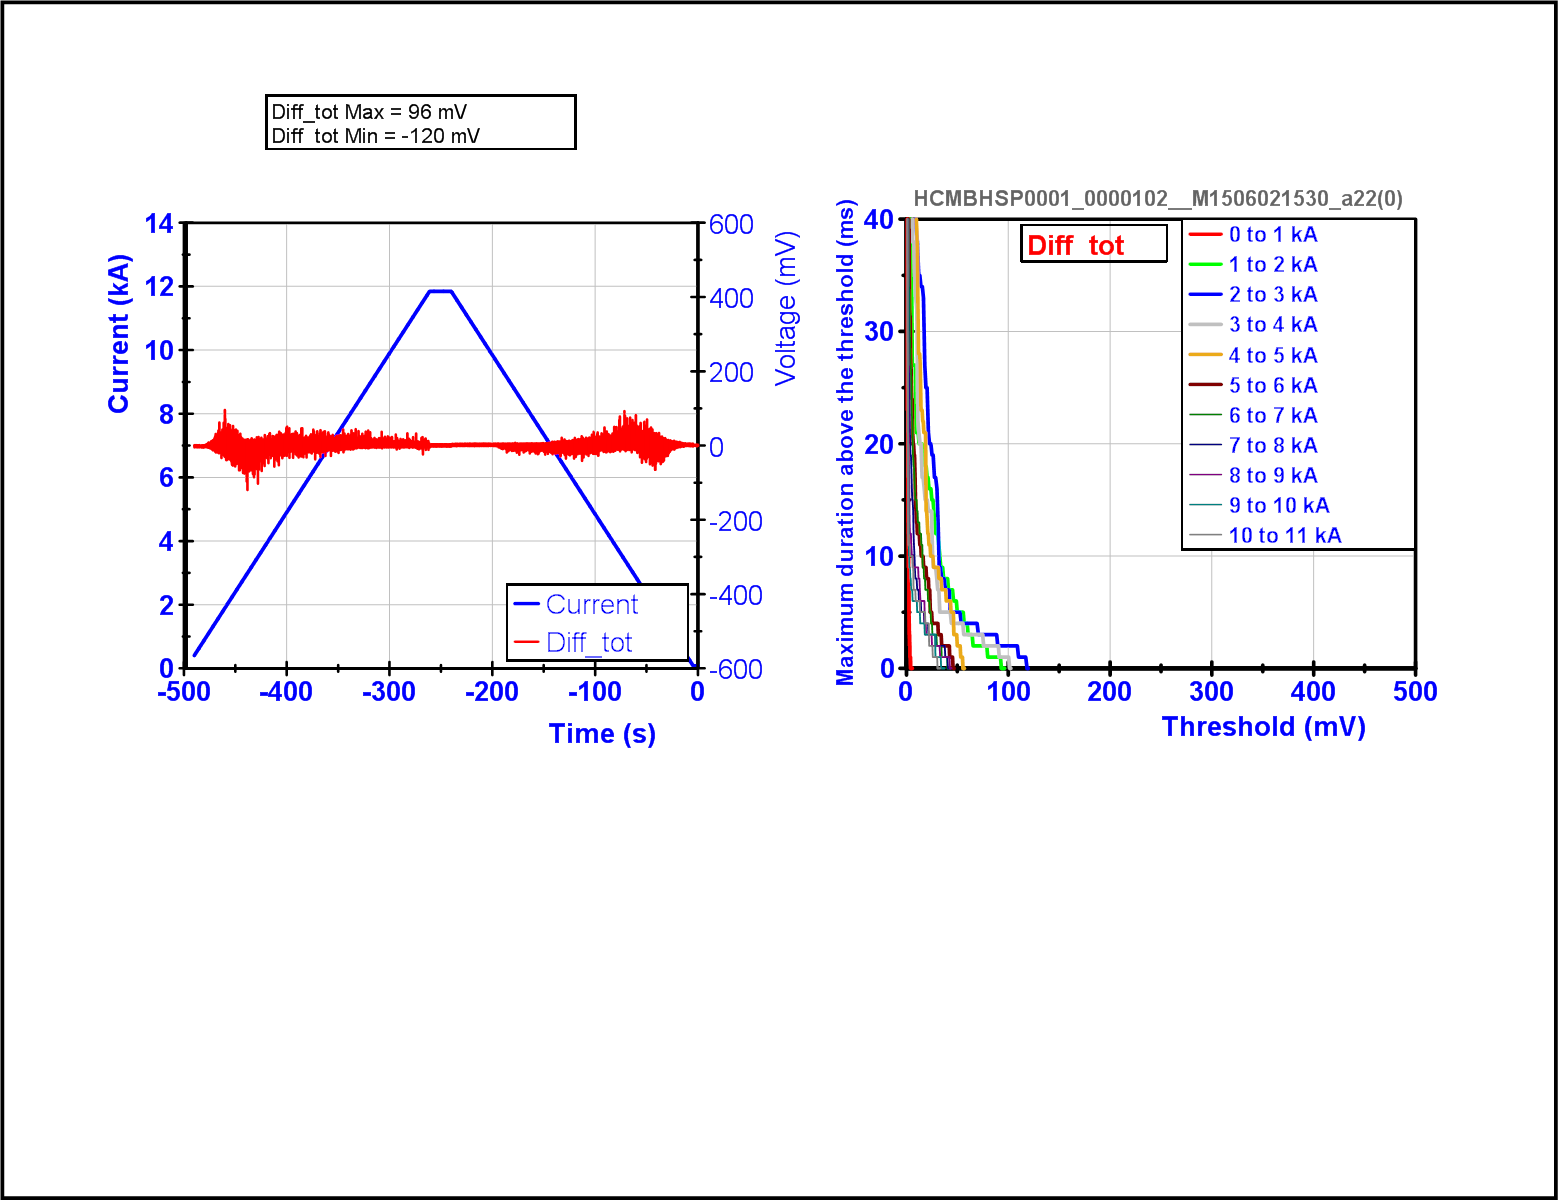 Diff_tot Max = 96 mV
Diff tot Min = -120 mV
14
12
10
8
6
4
2
0
Current (kA)
600
400
200
0
-200
-400
-600
Voltage (mV)
Current
Diff_tot
-500
-400
-300
-200
-100
0
Time (s)
HCMBHSP0001_0000102__M1506021530_a22(0)
Maximum duration above the threshold (ms)
40
30
20
10
0
Diff tot
0 to 1 kA
1 to 2 kA
2 to 3 kA
3 to 4 kA
4 to 5 kA
5 to 6 kA
6 to 7 kA
7 to 8 kA
8 to 9 kA
9 to 10 kA
10 to 11 kA
0
100
200
300
400
500
Threshold (mV)